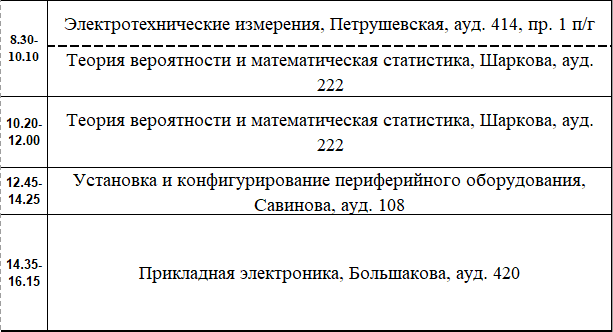 8.30-
10.10
Электротехнические измерения, Петрушевская, ауд. 414, пр. 1 п/г
Теория вероятности и математическая статистика, Шаркова, ауд.
222
10.20-
12.00
Теория вероятности и математическая статистика, Шаркова, ауд.
222
12.45-
14.25
Установка и конфигурирование периферийного оборудования,
Савинова, ауд. 108
14.35-
16.15
Прикладная электроника, Большакова, ауд. 420